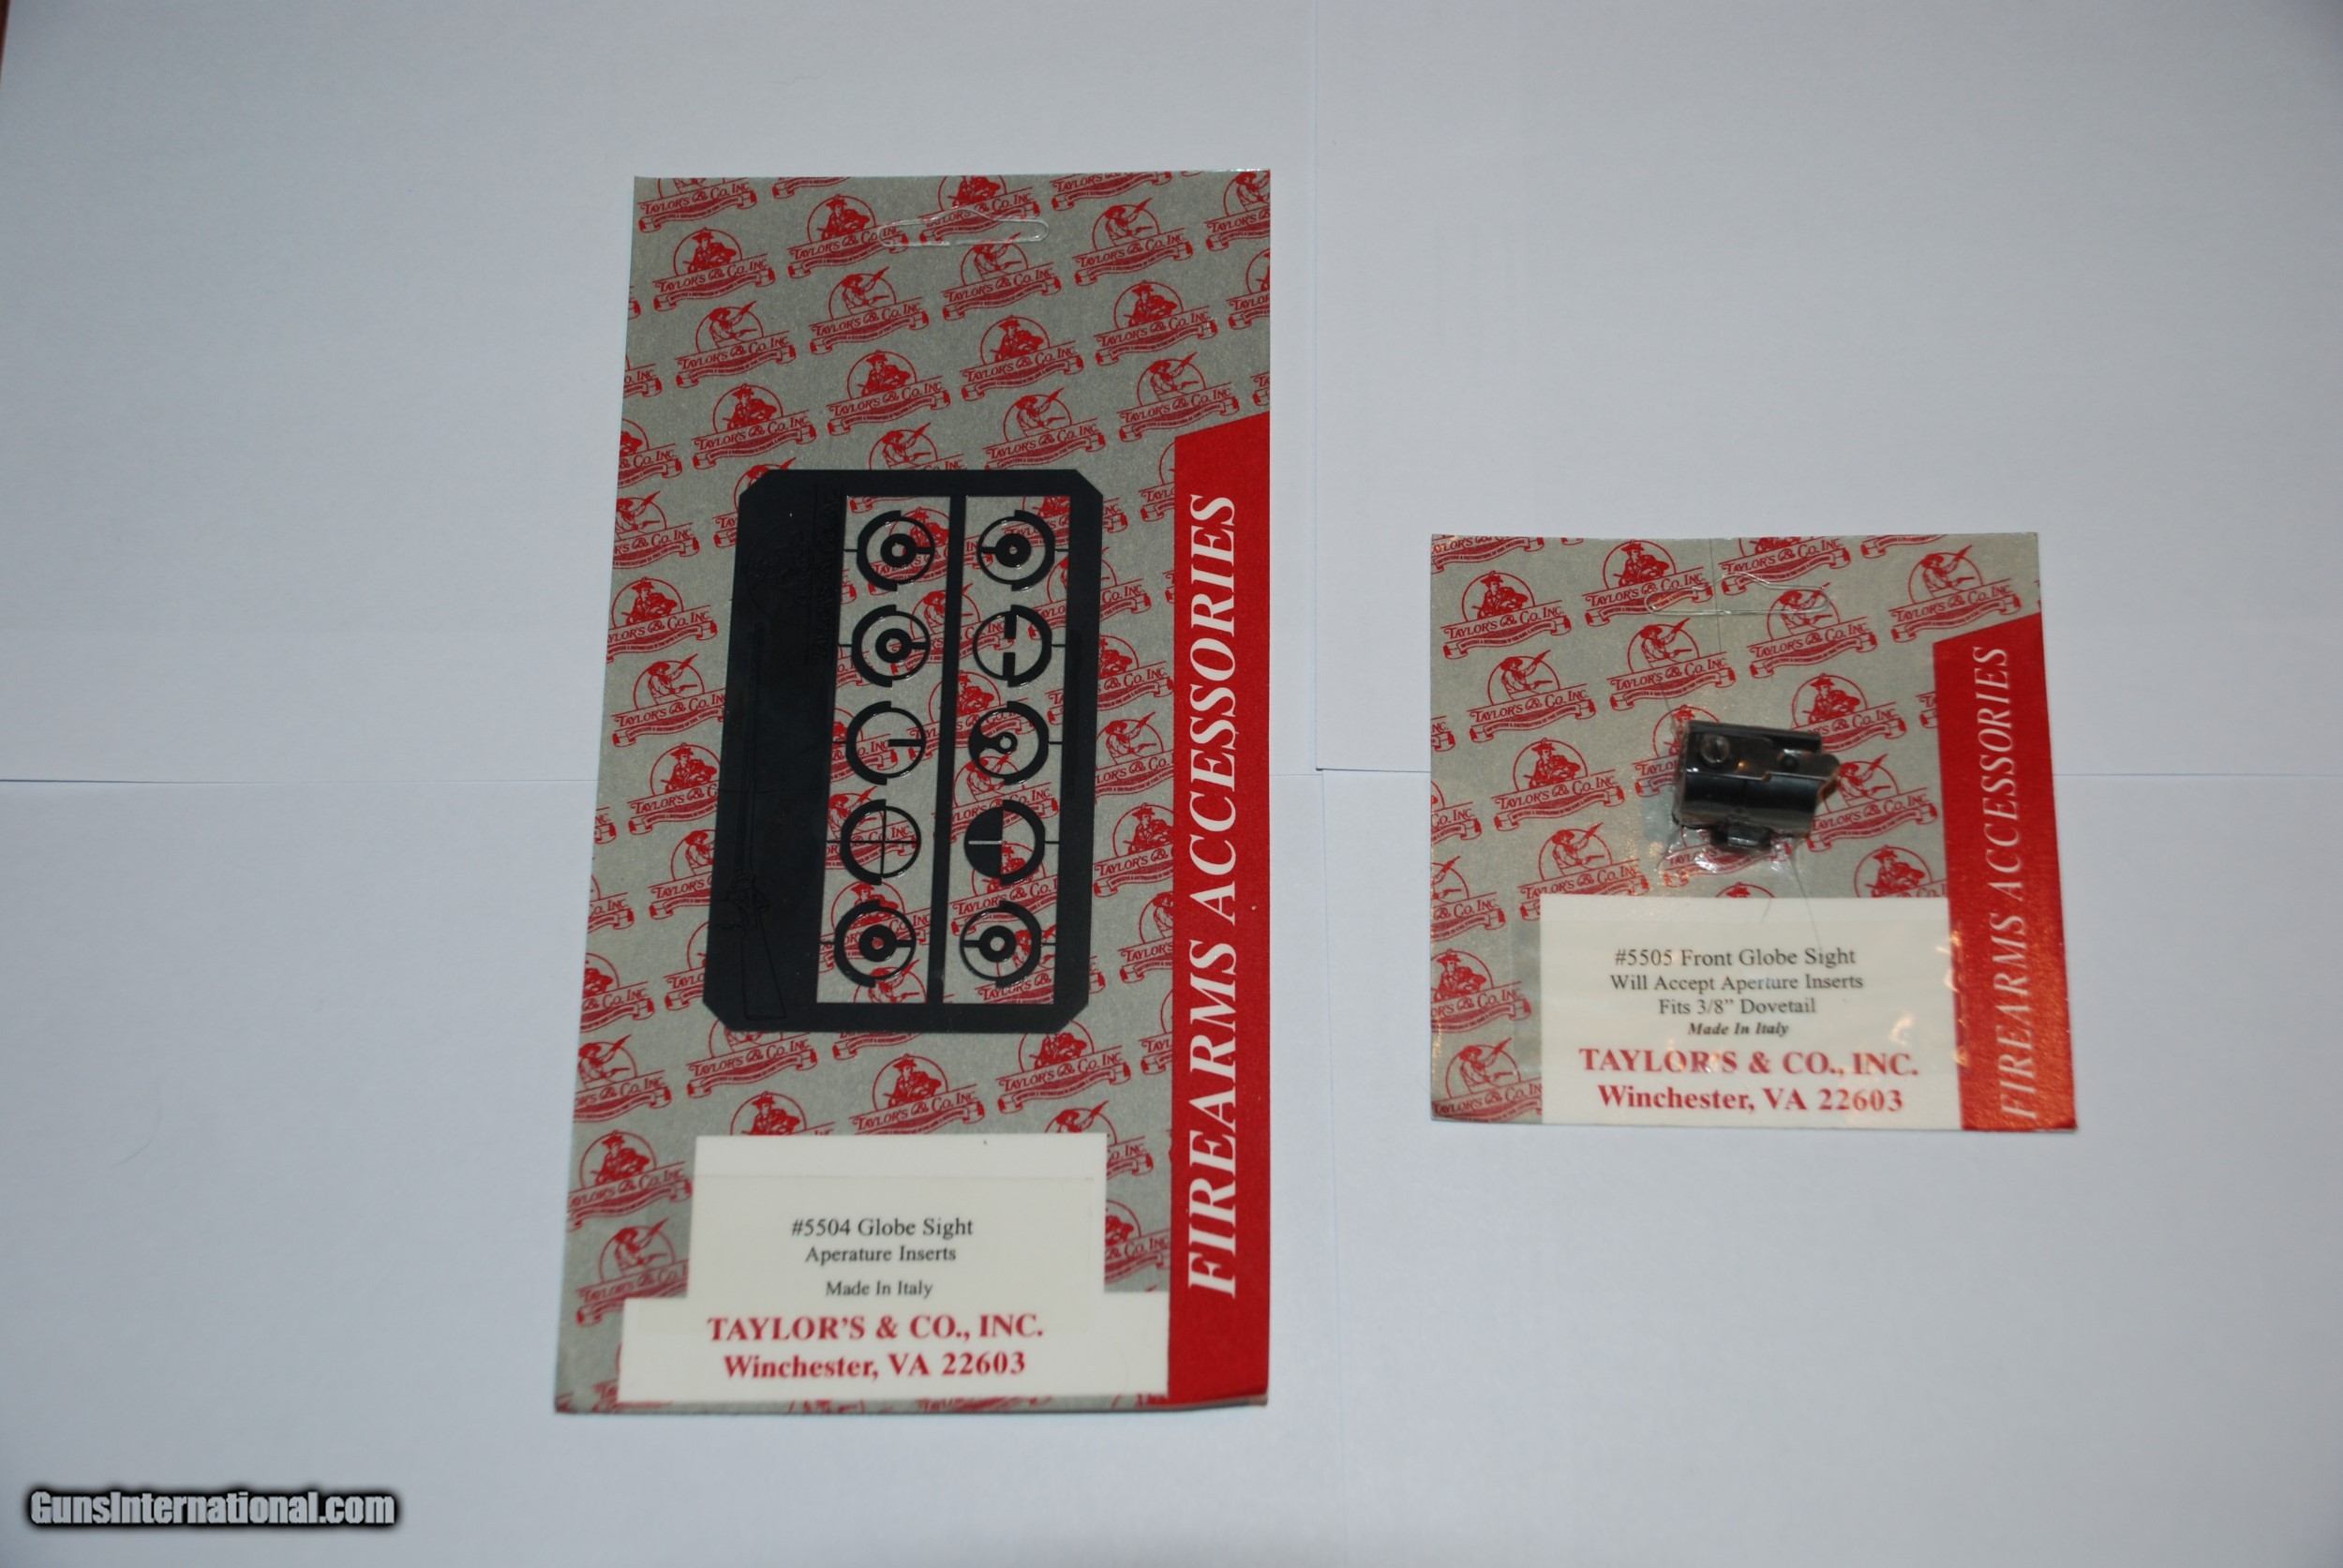 FIREARMS ACCESSORIES
#5504 Globe Sight
Aperature Inserts
Made In Italy
TAYLOR'S & CO., INC.
Winchester, VA 22603
FIREARMS ACCESSORIES
#5505 Front Globe Sight
Will Accept Aperture Inserts
Fits 3/8" Dovetail
Made In Italy
TAYLOR'S & CO., INC.
Winchester, VA 22603
GunsInternational.com